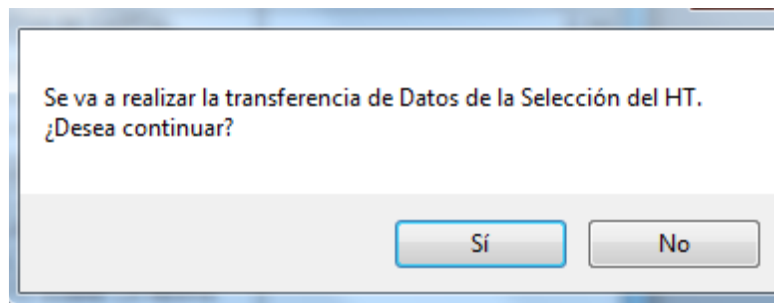 Se va a realizar la transferencia de Datos de la Selección del HT.
¿Desea continuar?
Sí
No